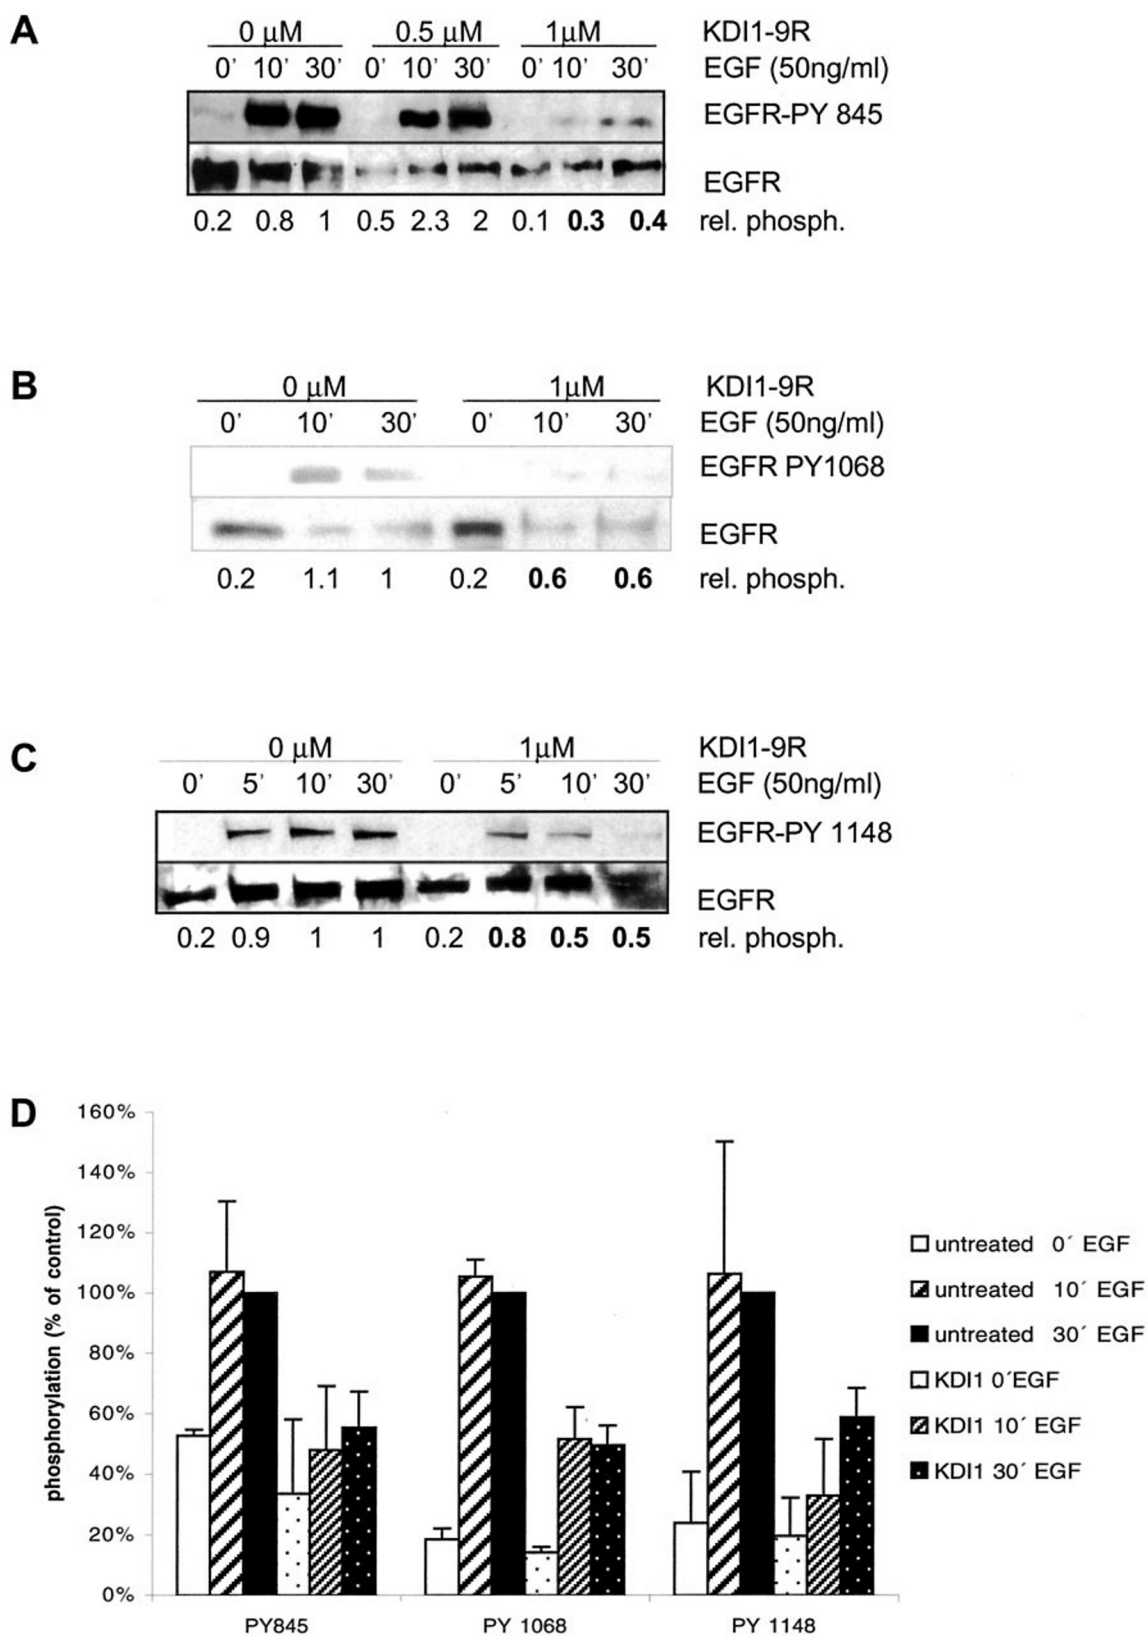 A
0 µM 0.5 µM 1µM KDI1-9R
0' 10' 30' 0' 10' 30' 0' 10' 30' EGF (50ng/ml)
EGFR-PY 845
EGFR
0.2 0.8 1 0.5 2.3 2 0.1 0.3 0.4 rel. phosph.
B
0 µM 1µM KDI1-9R
0' 10' 30' 0' 10' 30' EGF (50ng/ml)
EGFR PY1068
EGFR
0.2 1.1 1 0.2 0.6 0.6 rel. phosph.
C
0 µM 1µM KDI1-9R
0' 5' 10' 30' 0' 5' 10' 30' EGF (50ng/ml)
EGFR-PY 1148
EGFR
0.2 0.9 1 1 0.2 0.8 0.5 0.5 rel. phosph.
D
phosphorylation (% of control)
160%
140%
120%
100%
80%
60%
40%
20%
0%
PY845 PY 1068 PY 1148
untreated 0´ EGF
untreated 10´ EGF
untreated 30´ EGF
KDI1 0´EGF
KDI1 10´ EGF
KDI1 30´ EGF